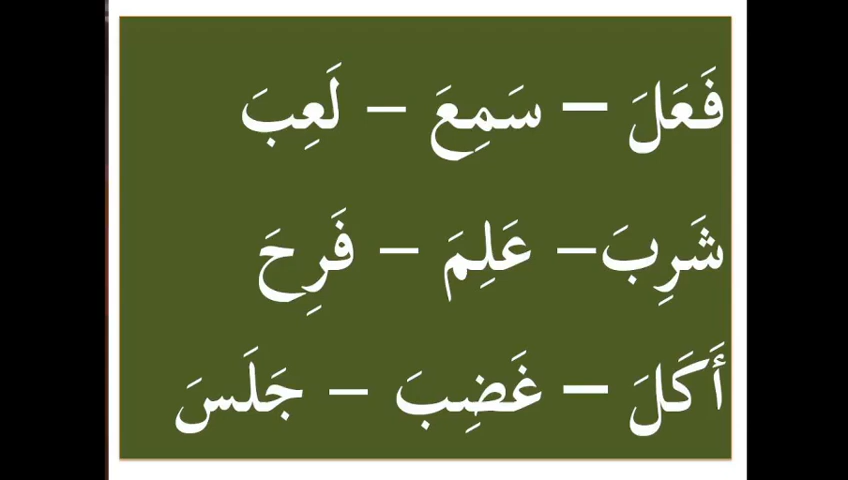 فَعَلَ – سَمِعَ – لَعِبَ
شَرِبَ– عَلِمَ – فَرِحَ
أَكَلَ – غَضِبَ – جَلَسَ